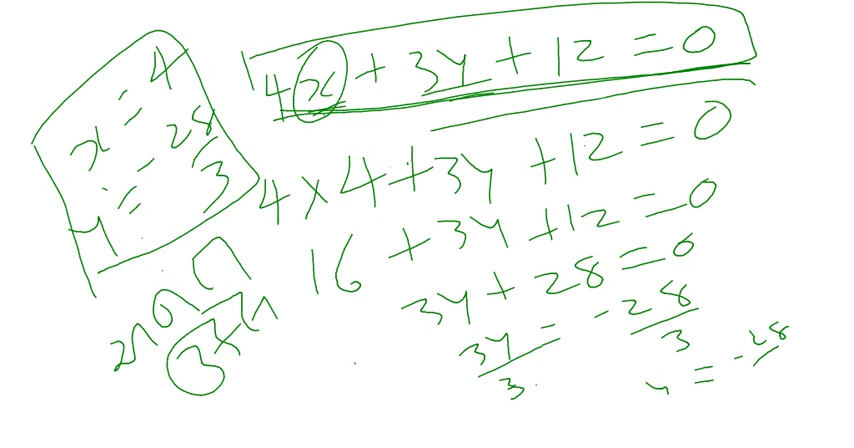 4x + 3y + 12 = 0
4 × 4 + 3y + 12 = 0
16 + 3y + 12 = 0
3y + 28 = 0
3y/3 = -28/3
y = -28
x = 4
y = -28/3